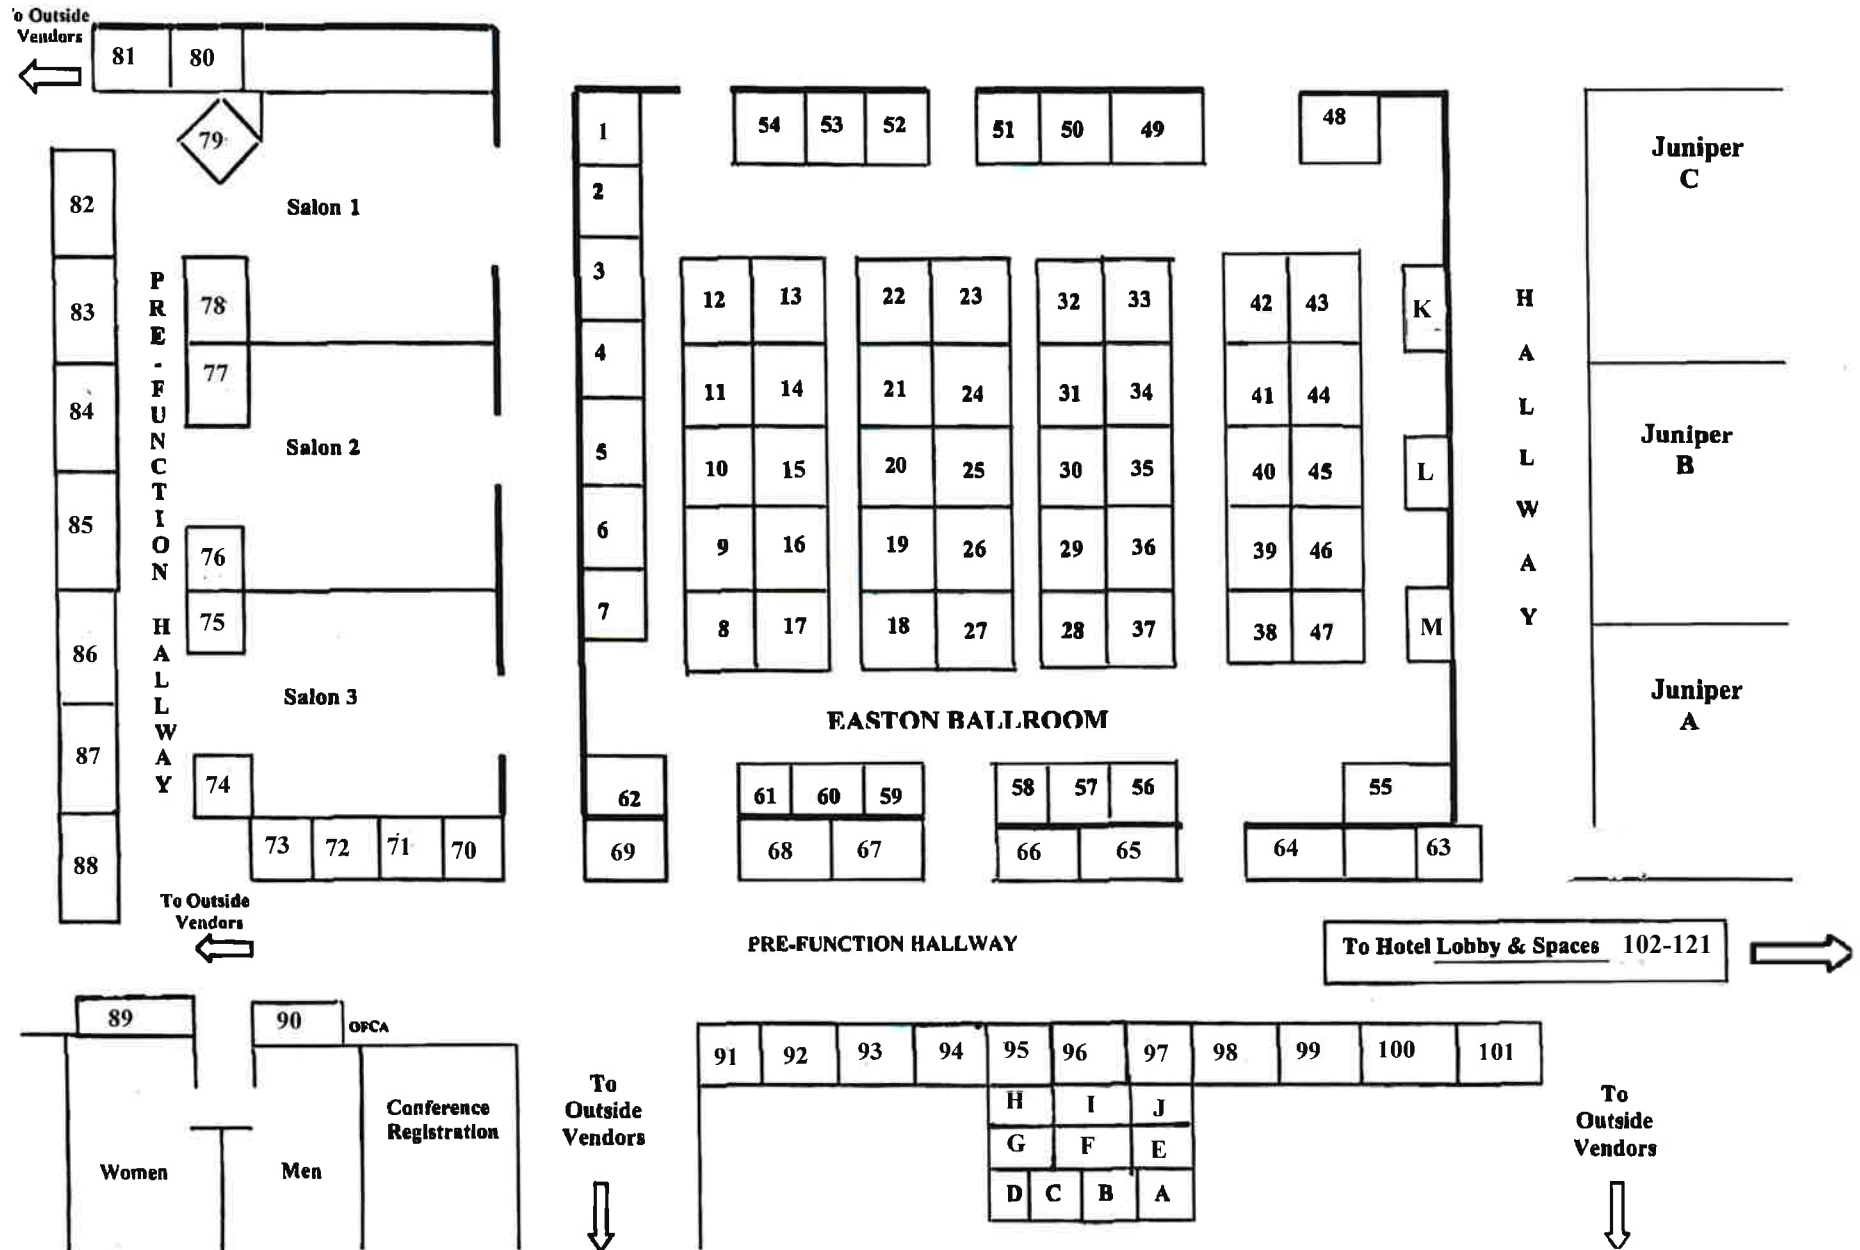 'o Outside
Vendors
81 80
79
1 54 53 52 51 50 49 48
Juniper
C
2
82 Salon 1
3
83 78
P
R
E
-
F
U
N
C
T
I
O
N
H
A
L
L
W
A
Y
12 13 22 23 32 33 42 43 K
H
A
L
L
W
A
Y
4
77
84
11 14 21 24 31 34 41 44
Salon 2
Juniper
B
5
10 15 20 25 30 35 40 45 L
85
6
76
9 16 19 26 29 36 39 46
7
75
8 17 18 27 28 37 38 47 M
86
Salon 3
Juniper
A
EASTON BALLROOM
87
74
62 61 60 59 58 57 56 55
73 72 71 70 69 68 67 66 65 64 63
88
To Outside
Vendors
PRE-FUNCTION HALLWAY
To Hotel Lobby & Spaces 102-121
89 90 OFCA
91 92 93 94 95 96 97 98 99 100 101
H I J
G F E
D C B A
Conference
Registration
Women Men
To
Outside
Vendors
To
Outside
Vendors